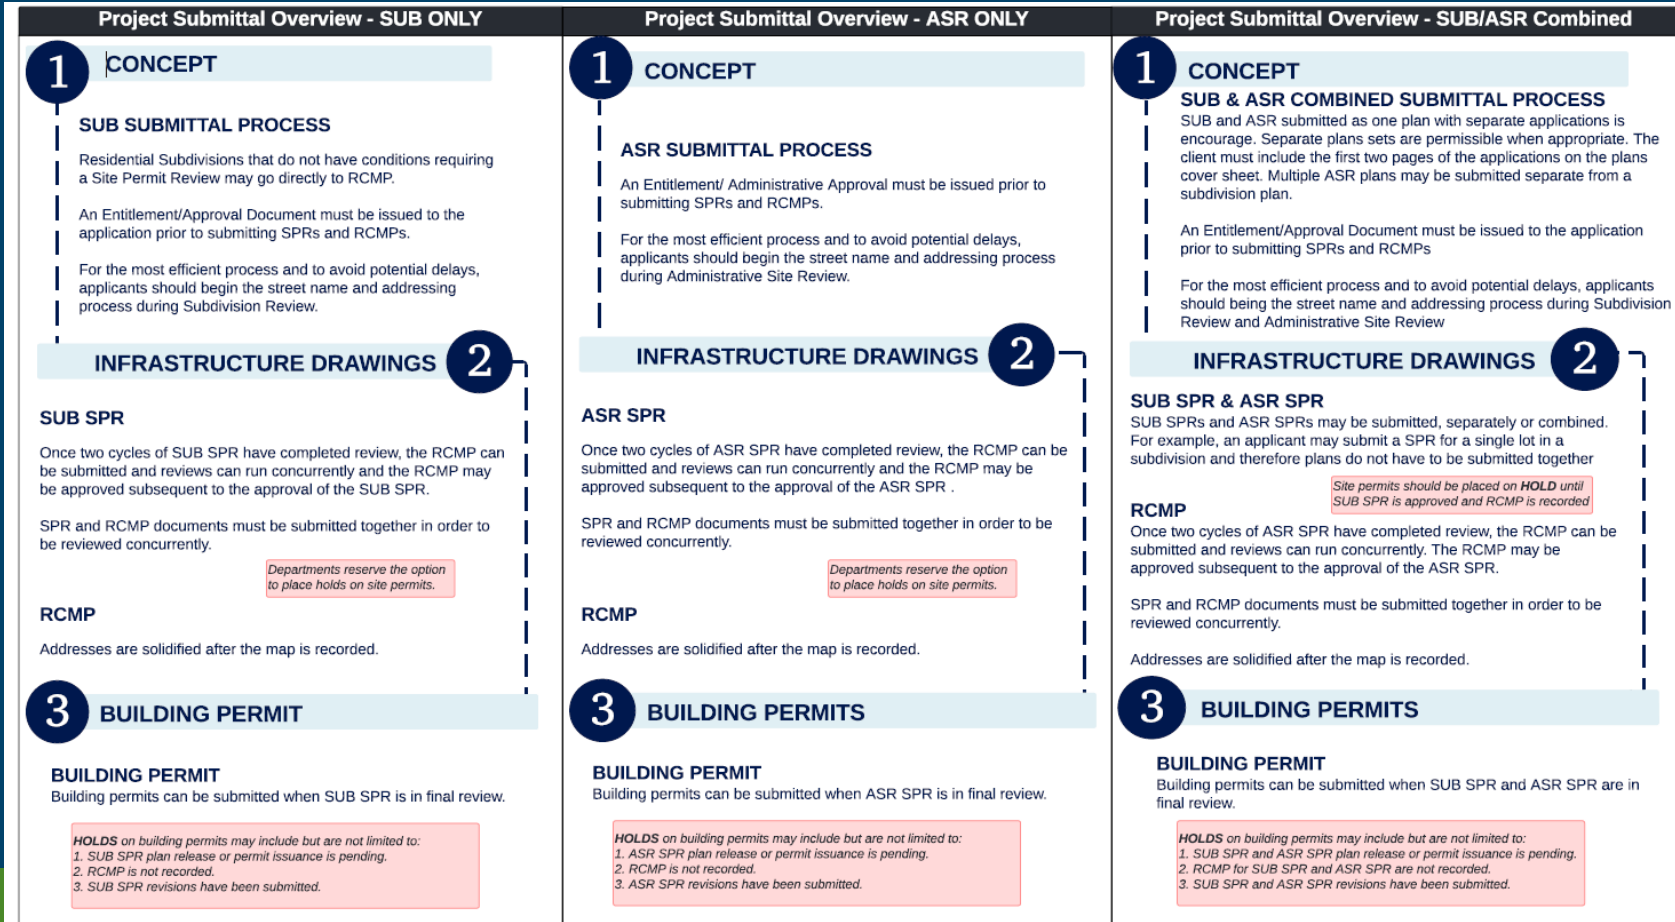 Project Submittal Overview - SUB ONLY
1
CONCEPT
SUB SUBMITTAL PROCESS
Residential Subdivisions that do not have conditions requiring
a Site Permit Review may go directly to RCMP.
An Entitlement/Approval Document must be issued to the
application prior to submitting SPRs and RCMPs.
For the most efficient process and to avoid potential delays,
applicants should begin the street name and addressing
process during Subdivision Review.
INFRASTRUCTURE DRAWINGS
2
SUB SPR
Once two cycles of SUB SPR have completed review, the RCMP can
be submitted and reviews can run concurrently and the RCMP may
be approved subsequent to the approval of the SUB SPR.
SPR and RCMP documents must be submitted together in order to
be reviewed concurrently.
Departments reserve the option
to place holds on site permits.
RCMP
Addresses are solidified after the map is recorded.
3
BUILDING PERMIT
BUILDING PERMIT
Building permits can be submitted when SUB SPR is in final review.
HOLDS on building permits may include but are not limited to:
1. SUB SPR plan release or permit issuance is pending.
2. RCMP is not recorded.
3. SUB SPR revisions have been submitted.
Project Submittal Overview - ASR ONLY
1
CONCEPT
ASR SUBMITTAL PROCESS
An Entitlement/ Administrative Approval must be issued prior to
submitting SPRs and RCMPs.
For the most efficient process and to avoid potential delays,
applicants should begin the street name and addressing process
during Administrative Site Review.
INFRASTRUCTURE DRAWINGS
2
ASR SPR
Once two cycles of ASR SPR have completed review, the RCMP can be
submitted and reviews can run concurrently and the RCMP may be
approved subsequent to the approval of the ASR SPR .
SPR and RCMP documents must be submitted together in order to be
reviewed concurrently.
Departments reserve the option
to place holds on site permits.
RCMP
Addresses are solidified after the map is recorded.
3
BUILDING PERMITS
BUILDING PERMIT
Building permits can be submitted when ASR SPR is in final review.
HOLDS on building permits may include but are not limited to:
1. ASR SPR plan release or permit issuance is pending.
2. RCMP is not recorded.
3. ASR SPR revisions have been submitted.
Project Submittal Overview - SUB/ASR Combined
1
CONCEPT
SUB & ASR COMBINED SUBMITTAL PROCESS
SUB and ASR submitted as one plan with separate applications is
encourage. Separate plans sets are permissible when appropriate. The
client must include the first two pages of the applications on the plans
cover sheet. Multiple ASR plans may be submitted separate from a
subdivision plan.
An Entitlement/Approval Document must be issued to the application
prior to submitting SPRs and RCMPs
For the most efficient process and to avoid potential delays, applicants
should being the street name and addressing process during Subdivision
Review and Administrative Site Review
INFRASTRUCTURE DRAWINGS
2
SUB SPR & ASR SPR
SUB SPRs and ASR SPRs may be submitted, separately or combined.
For example, an applicant may submit a SPR for a single lot in a
subdivision and therefore plans do not have to be submitted together
Site permits should be placed on HOLD until
SUB SPR is approved and RCMP is recorded
RCMP
Once two cycles of ASR SPR have completed review, the RCMP can be
submitted and reviews can run concurrently. The RCMP may be
approved subsequent to the approval of the ASR SPR.
SPR and RCMP documents must be submitted together in order to be
reviewed concurrently.
Addresses are solidified after the map is recorded.
3
BUILDING PERMITS
BUILDING PERMIT
Building permits can be submitted when SUB SPR and ASR SPR are in
final review.
HOLDS on building permits may include but are not limited to:
1. SUB SPR and ASR SPR plan release or permit issuance is pending.
2. RCMP for SUB SPR and ASR SPR are not recorded.
3. SUB SPR and ASR SPR revisions have been submitted.